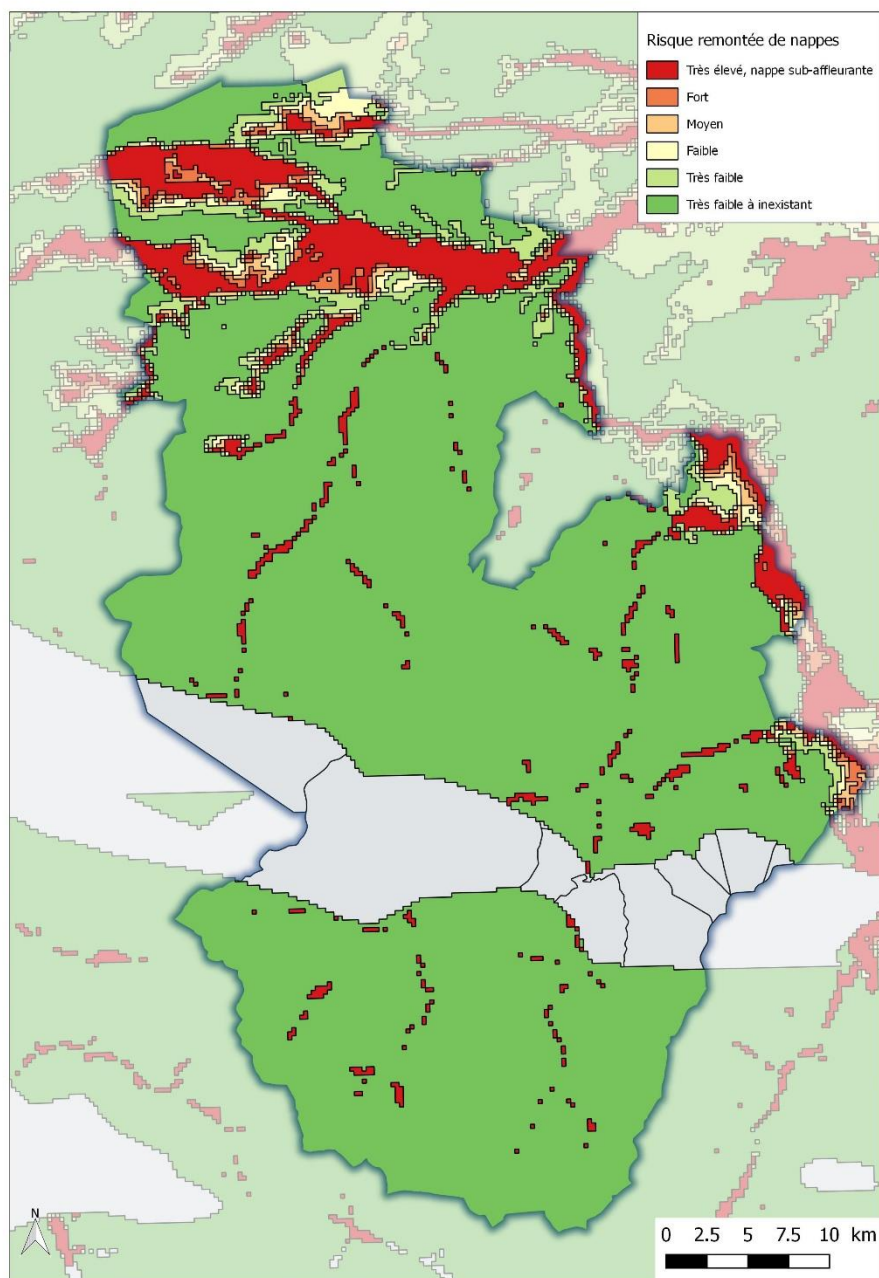 Risque remontée de nappes
Très élevé, nappe sub-affleurante
Fort
Moyen
Faible
Très faible
Très faible à inexistant
N
0 2.5 5 7.5 10 km